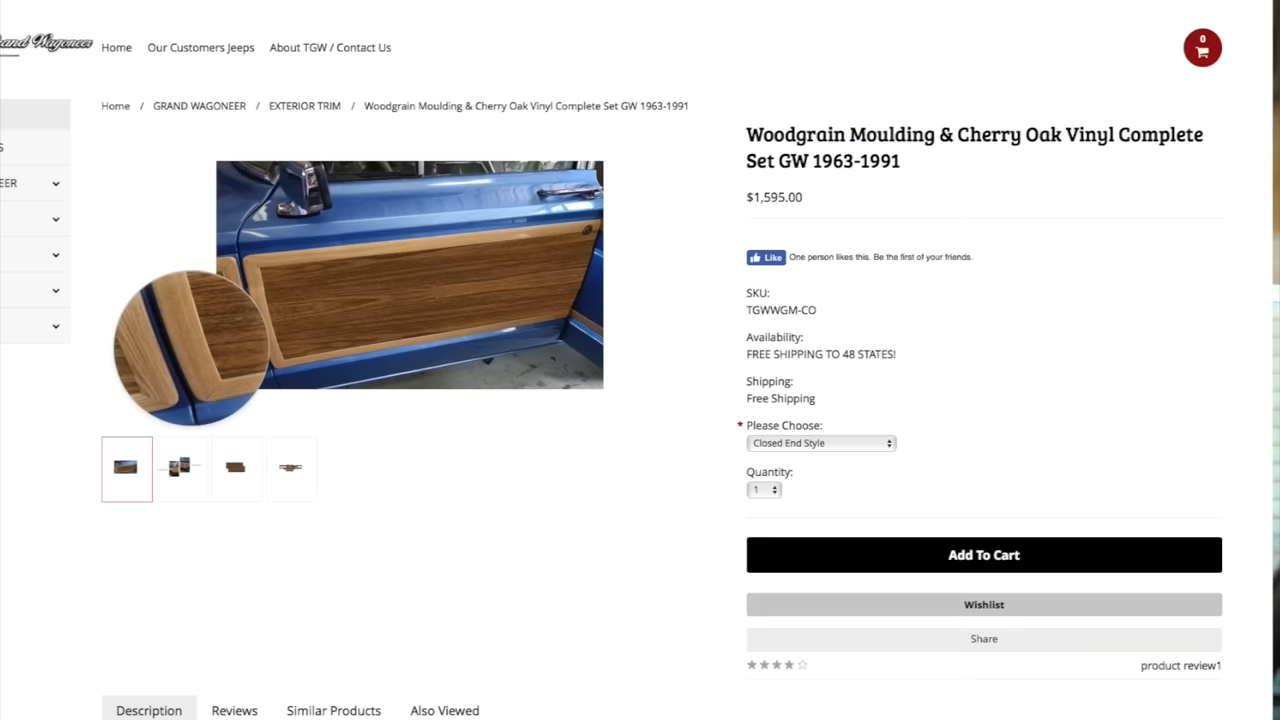 Grand Wagoneer
Home
Our Customers Jeeps
About TGW / Contact Us
0
Home / GRAND WAGONEER / EXTERIOR TRIM / Woodgrain Moulding & Cherry Oak Vinyl Complete Set GW 1963-1991
S
EER
Woodgrain Moulding & Cherry Oak Vinyl Complete
Set GW 1963-1991
$1,595.00
Like One person likes this. Be the first of your friends.
SKU:
TGWWGM-CO
Availability:
FREE SHIPPING TO 48 STATES!
Shipping:
Free Shipping
* Please Choose:
Closed End Style
Quantity:
1
Add To Cart
Wishlist
Share
product review1
Description
Reviews
Similar Products
Also Viewed